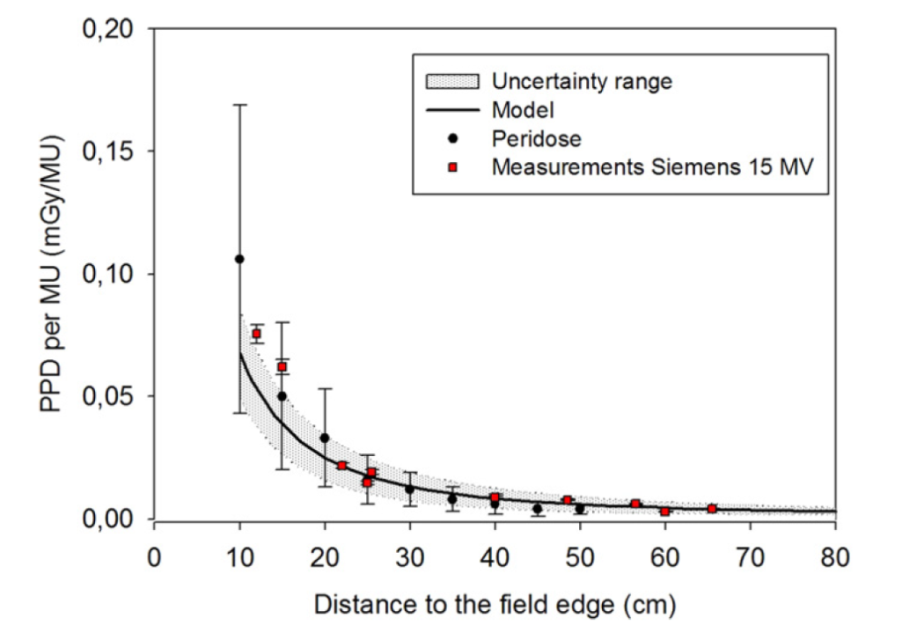 0,20
0,15
0,10
0,05
0,00
PPD per MU (mGy/MU)
Uncertainty range
Model
Peridose
Measurements Siemens 15 MV
0 10 20 30 40 50 60 70 80
Distance to the field edge (cm)